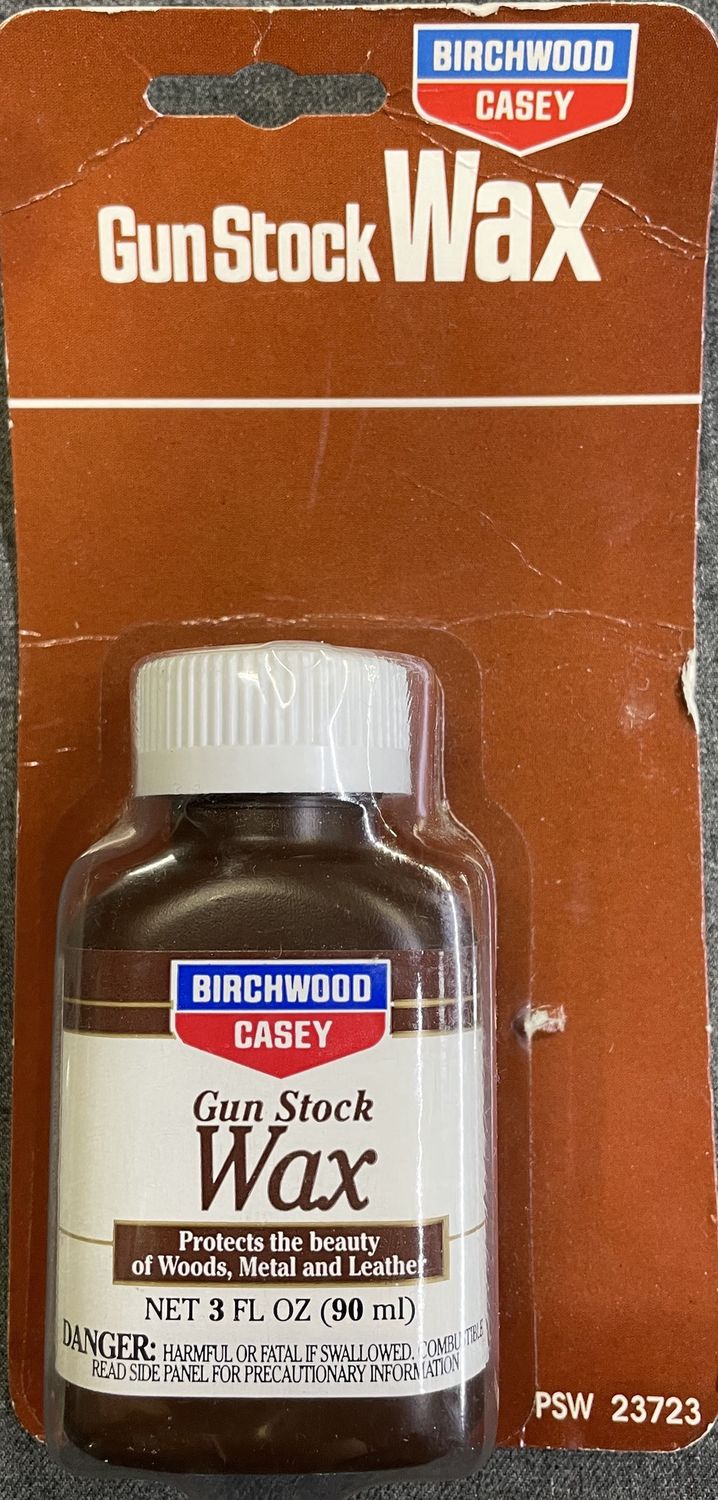 BIRCHWOOD
CASEY
Gun Stock Wax
BIRCHWOOD
CASEY
Gun Stock
Wax
Protects the beauty
of Woods, Metal and Leather
NET 3 FL OZ (90 ml)
DANGER: HARMFUL OR FATAL IF SWALLOWED. COMBUSTIBLE
READ SIDE PANEL FOR PRECAUTIONARY INFORMATION
PSW 23723